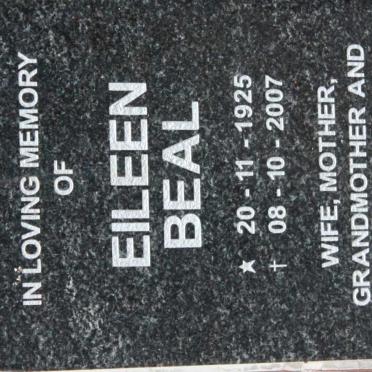 IN LOVING MEMORY
OF
EILEEN
BEAL
★ 20 - 11 - 1925
† 08 - 10 - 2007
WIFE, MOTHER,
GRANDMOTHER AND